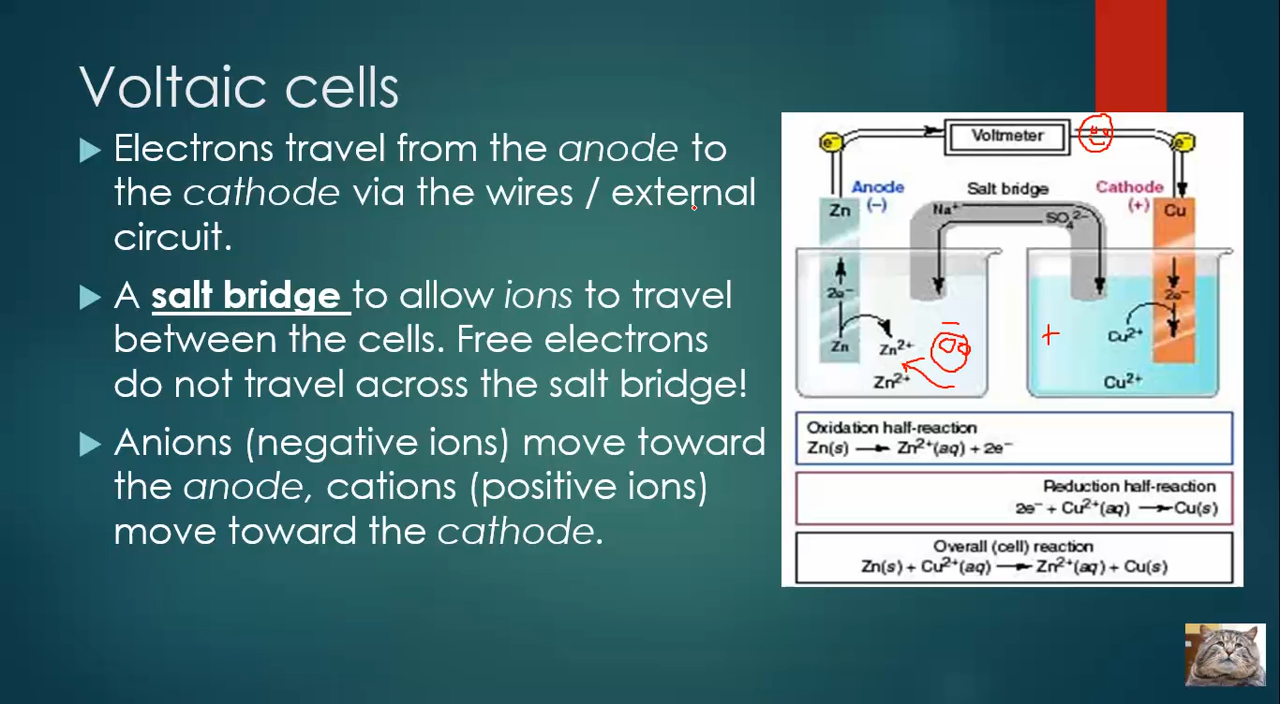 Voltaic cells
Electrons travel from the anode to
the cathode via the wires / external
circuit.
A salt bridge to allow ions to travel
between the cells. Free electrons
do not travel across the salt bridge!
Anions (negative ions) move toward
the anode, cations (positive ions)
move toward the cathode.
e⁻ Voltmeter e⁻
Anode Salt bridge Cathode
Zn (−) Na⁺ SO₄²⁻ (+) Cu
2e⁻ 2e⁻
− + Cu²⁺
Zn Zn²⁺
Zn²⁺ Cu²⁺
Oxidation half-reaction
Zn(s) → Zn²⁺(aq) + 2e⁻
Reduction half-reaction
2e⁻ + Cu²⁺(aq) → Cu(s)
Overall (cell) reaction
Zn(s) + Cu²⁺(aq) → Zn²⁺(aq) + Cu(s)